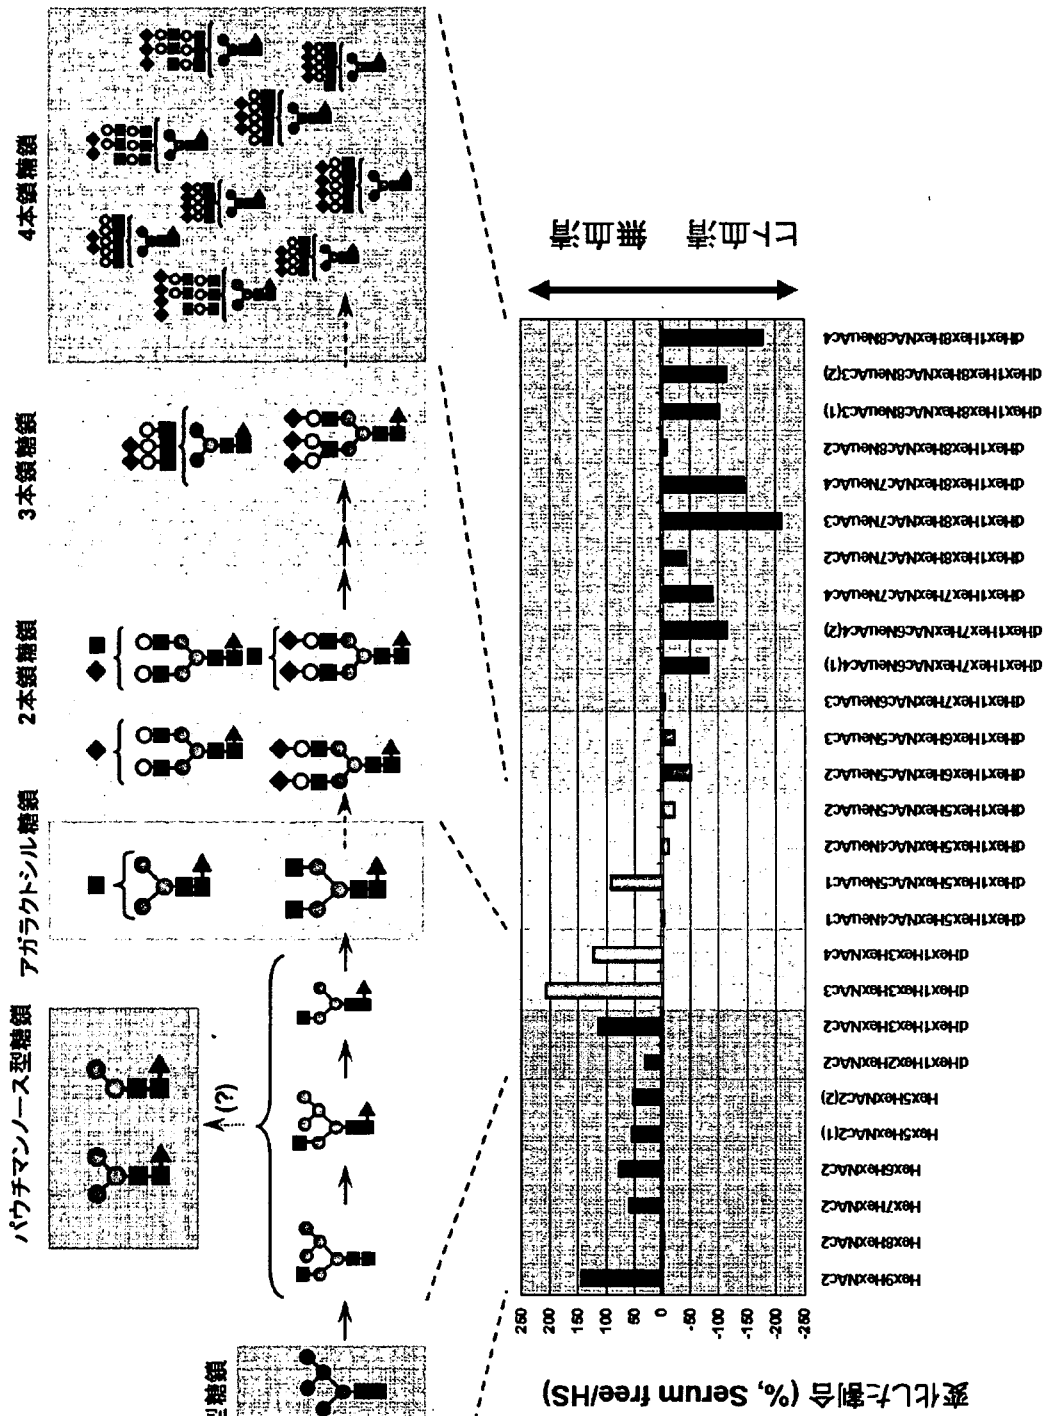 型糖鎖
パウチマンノース型糖鎖
(?)
アガラクトシル糖鎖
2本鎖糖鎖
3本鎖糖鎖
4本鎖糖鎖
変化した割合 (%, Serum free/HS)
250
200
150
100
50
0
-50
-100
-150
-200
-250
Hex9HexNAc2
Hex8HexNAc2
Hex7HexNAc2
Hex6HexNAc2
Hex5HexNAc2(1)
Hex5HexNAc2(2)
dHex1Hex2HexNAc2
dHex1Hex3HexNAc2
dHex1Hex3HexNAc3
dHex1Hex3HexNAc4
dHex1Hex5HexNAc4NeuAc1
dHex1Hex5HexNAc5NeuAc1
dHex1Hex5HexNAc4NeuAc2
dHex1Hex5HexNAc5NeuAc2
dHex1Hex6HexNAc5NeuAc2
dHex1Hex6HexNAc5NeuAc3
dHex1Hex7HexNAc6NeuAc3
dHex1Hex7HexNAc6NeuAc4(1)
dHex1Hex7HexNAc6NeuAc4(2)
dHex1Hex7HexNAc7NeuAc4
dHex1Hex8HexNAc7NeuAc2
dHex1Hex8HexNAc7NeuAc3
dHex1Hex8HexNAc7NeuAc4
dHex1Hex8HexNAc8NeuAc2
dHex1Hex8HexNAc8NeuAc3(1)
dHex1Hex8HexNAc8NeuAc3(2)
dHex1Hex8HexNAc8NeuAc4
無血清
ヒト血清